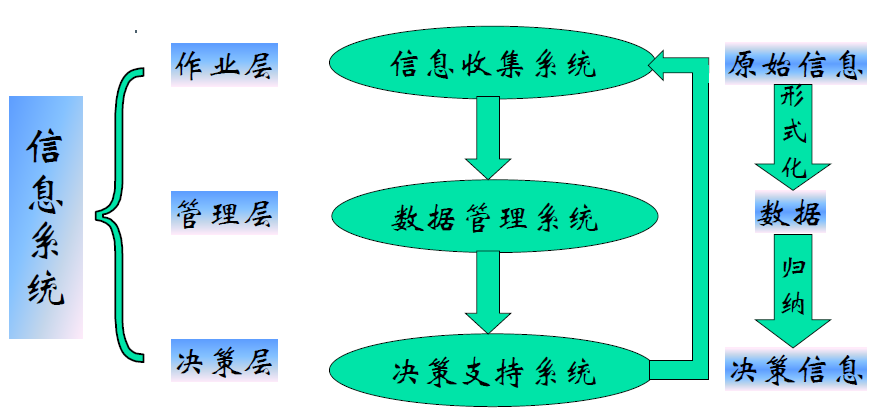 信息系统
作业层
信息收集系统
原始信息
形式化
管理层
数据管理系统
数据
归纳
决策层
决策支持系统
决策信息